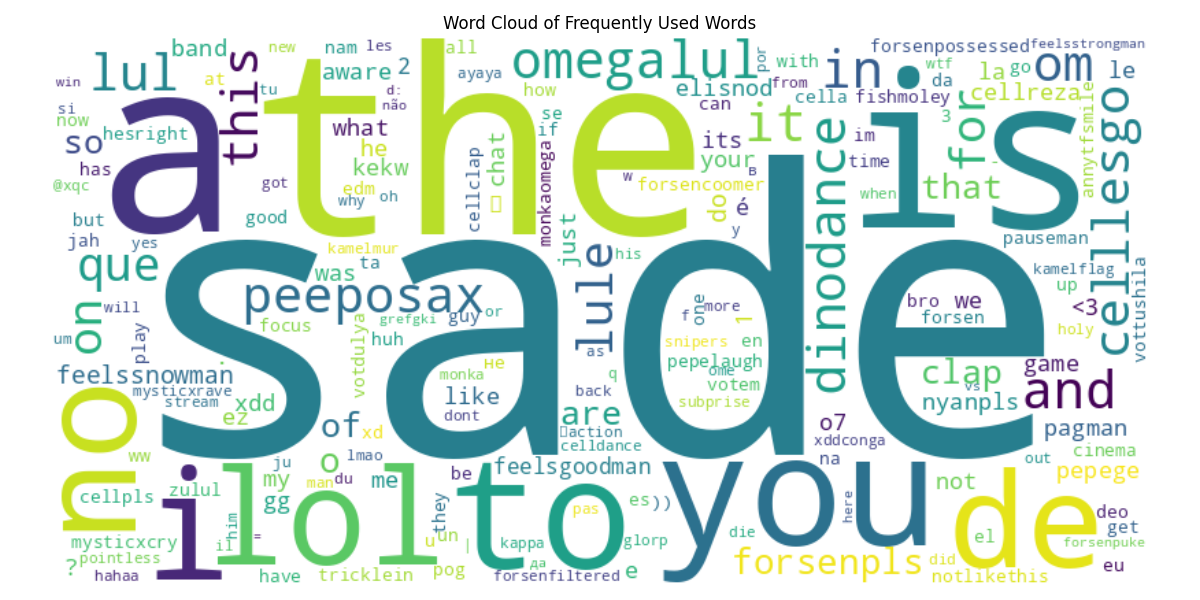 Word Cloud of Frequently Used Words
band new nam les all omegalul por with forsenpossessed feelsstrongman
win lul at this tu aware 2 ayaya how from in wtf om le
the elisnod da la go
d: não can cella fishmoley cellreza
si now a what se if it 3 for annytfsmile cellesgo
so hesright he its im is
has kekw chat monkaomega your time
@xqc got edm cellclap w forsencoomer в when that -
good why oh do é
but y pauseman
jah yes kamelmur just his dinodance
que ta was lule kamelflag
on will peeposax sade one more bro we up <3 vottushila
play focus votdulya grefgki guy or f 1 forsen holy
um huh as snipers en
feelssnowman не q pepelaugh ome clap game
mysticxrave monka back votem vs
stream xdd like subprise nyanpls and
no ez dont are o7
of xd action pagman
celldance xddconga
ww ju o lmao feelsgoodman na out cinema
zulul my man du me be you not pepege
cellpls gg es )) de
i lol to pas here deo
him they get
mysticxcry il = u un | kappa glorp die el forsenpuke
pointless да forsenpls did
? hahaa have tricklein pog forsenfiltered e notlikethis eu